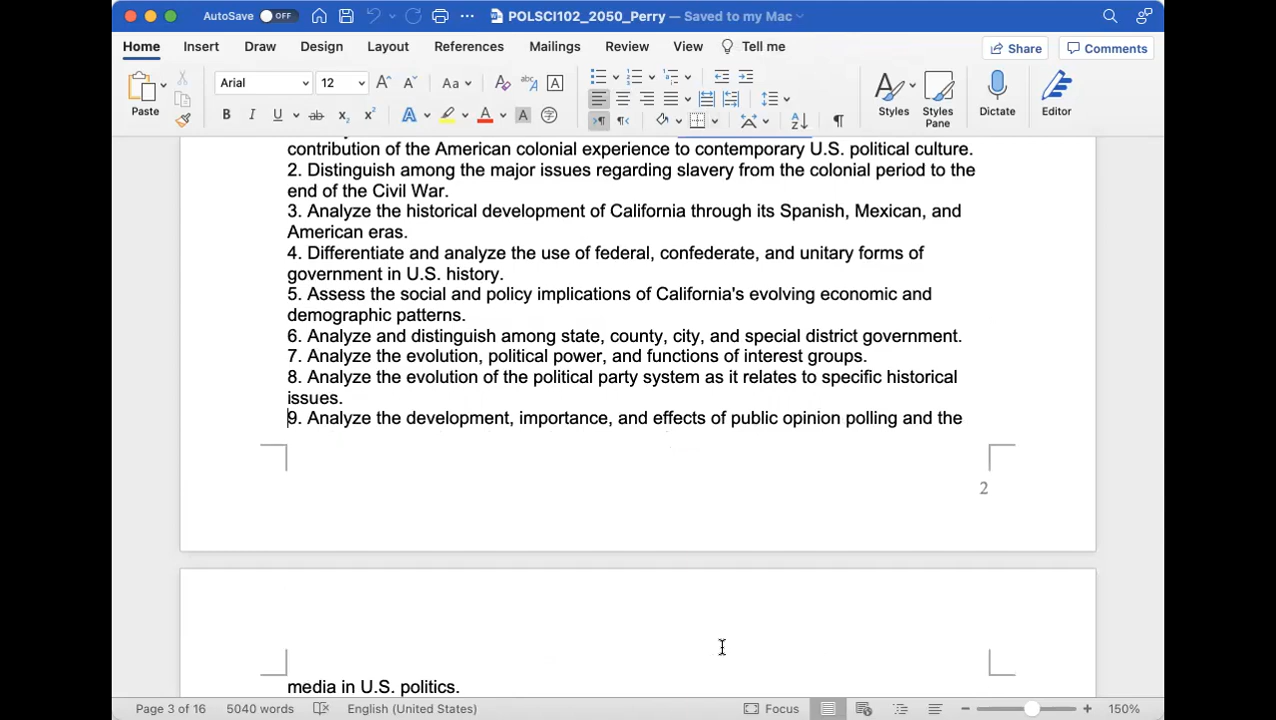 AutoSave OFF POLSCI102_2050_Perry — Saved to my Mac
Home Insert Draw Design Layout References Mailings Review View Tell me Share Comments
Paste Arial 12 Aa Styles Styles Pane Dictate Editor
contribution of the American colonial experience to contemporary U.S. political culture.
2. Distinguish among the major issues regarding slavery from the colonial period to the
end of the Civil War.
3. Analyze the historical development of California through its Spanish, Mexican, and
American eras.
4. Differentiate and analyze the use of federal, confederate, and unitary forms of
government in U.S. history.
5. Assess the social and policy implications of California's evolving economic and
demographic patterns.
6. Analyze and distinguish among state, county, city, and special district government.
7. Analyze the evolution, political power, and functions of interest groups.
8. Analyze the evolution of the political party system as it relates to specific historical
issues.
9. Analyze the development, importance, and effects of public opinion polling and the
2
media in U.S. politics.
Page 3 of 16 5040 words English (United States) Focus 150%